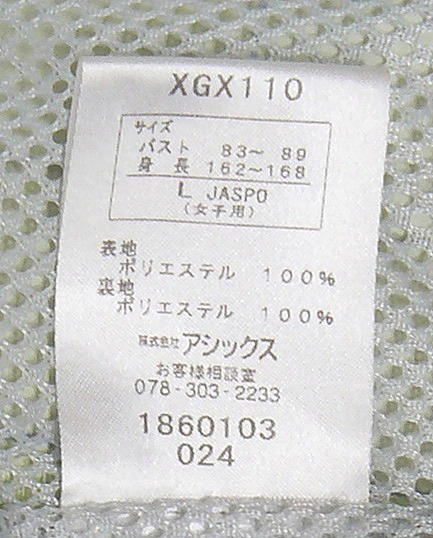 XGX110
サイズ
バスト 83～ 89
身 長 162～168
L JASPO
(女子用)
表地
ポリエステル 100%
裏地
ポリエステル 100%
株式会社アシックス
お客様相談室
078-303-2233
1860103
024